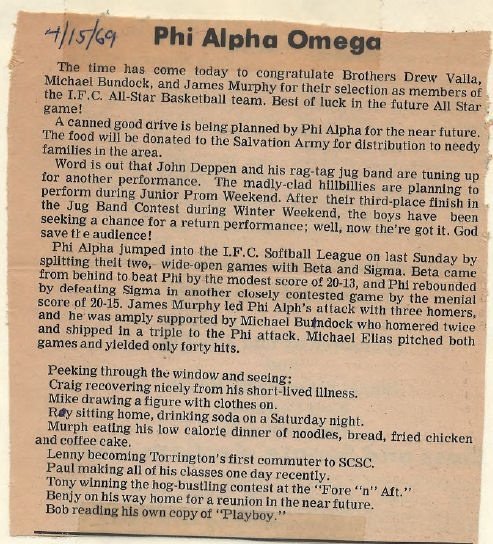 4/15/69
Phi Alpha Omega
The time has come today to congratulate Brothers Drew Valla,
Michael Bundock, and James Murphy for their selection as members of
the I.F.C. All-Star Basketball team. Best of luck in the future All Star
game!
A canned good drive is being planned by Phi Alpha for the near future.
The food will be donated to the Salvation Army for distribution to needy
families in the area.
Word is out that John Deppen and his rag-tag jug band are tuning up
for another performance. The madly-clad hillbillies are planning to
perform during Junior Prom Weekend. After their third-place finish in
the Jug Band Contest during Winter Weekend, the boys have been
seeking a chance for a return performance; well, now the're got it. God
save the audience!
Phi Alpha jumped into the I.F.C. Softball League on last Sunday by
splitting theit two, wide-open games with Beta and Sigma. Beta came
from behind to beat Phi by the modest score of 20-13, and Phi rebounded
by defeating Sigma in another closely contested game by the menial
score of 20-15. James Murphy led Phi Alph's attack with three homers,
and he was amply supported by Michael Bundock who homered twice
and shipped in a triple to the Phi attack. Michael Elias pitched both
games and yielded only forty hits.
Peeking through the window and seeing:
Craig recovering nicely from his short-lived illness.
Mike drawing a figure with clothes on.
Roy sitting home, drinking soda on a Saturday night.
Murph eating his low calorie dinner of noodles, bread, fried chicken
and coffee cake.
Lenny becoming Torrington's first commuter to SCSC.
Paul making all of his classes one day recently.
Tony winning the hog-bustling contest at the "Fore "n" Aft."
Benjy on his way home for a reunion in the near future.
Bob reading his own copy of "Playboy."